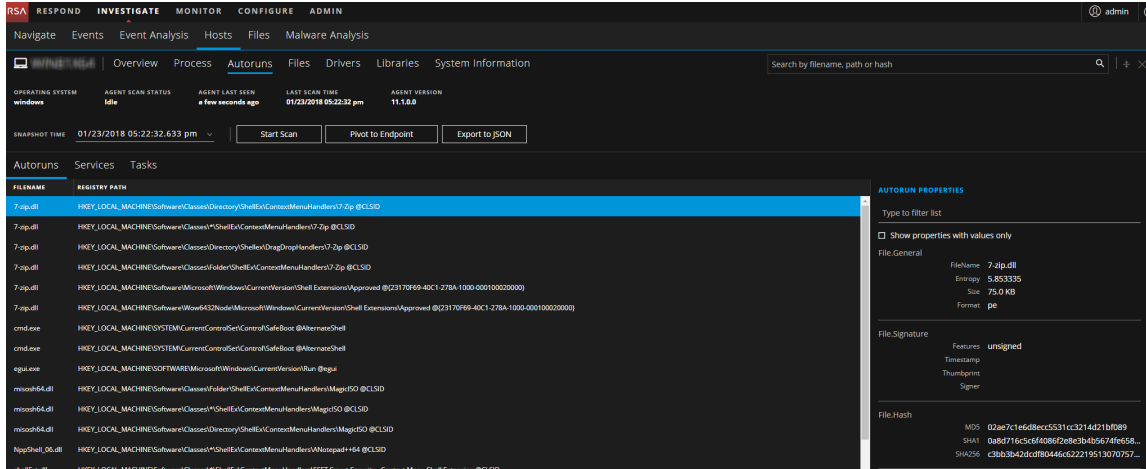 RSA RESPOND INVESTIGATE MONITOR CONFIGURE ADMIN admin
Navigate Events Event Analysis Hosts Files Malware Analysis
Overview Process Autoruns Files Drivers Libraries System Information Search by filename, path or hash
OPERATING SYSTEM AGENT SCAN STATUS AGENT LAST SEEN LAST SCAN TIME AGENT VERSION
windows Idle a few seconds ago 01/23/2018 05:22:32 pm 11.1.0.0
SNAPSHOT TIME 01/23/2018 05:22:32.633 pm Start Scan Pivot to Endpoint Export to JSON
Autoruns Services Tasks
FILENAME REGISTRY PATH
7-zip.dll HKEY_LOCAL_MACHINE\Software\Classes\Directory\ShellEx\ContextMenuHandlers\7-Zip @CLSID
7-zip.dll HKEY_LOCAL_MACHINE\Software\Classes\*\ShellEx\ContextMenuHandlers\7-Zip @CLSID
7-zip.dll HKEY_LOCAL_MACHINE\Software\Classes\Directory\Shellex\DragDropHandlers\7-Zip @CLSID
7-zip.dll HKEY_LOCAL_MACHINE\Software\Classes\Folder\ShellEx\ContextMenuHandlers\7-Zip @CLSID
7-zip.dll HKEY_LOCAL_MACHINE\Software\Microsoft\Windows\CurrentVersion\Shell Extensions\Approved @{23170F69-40C1-278A-1000-000100020000}
7-zip.dll HKEY_LOCAL_MACHINE\Software\Wow6432Node\Microsoft\Windows\CurrentVersion\Shell Extensions\Approved @{23170F69-40C1-278A-1000-000100020000}
cmd.exe HKEY_LOCAL_MACHINE\SYSTEM\CurrentControlSet\Control\SafeBoot @AlternateShell
cmd.exe HKEY_LOCAL_MACHINE\SYSTEM\CurrentControlSet\Control\SafeBoot @AlternateShell
egui.exe HKEY_LOCAL_MACHINE\SOFTWARE\Microsoft\Windows\CurrentVersion\Run @egui
misosh64.dll HKEY_LOCAL_MACHINE\Software\Classes\Folder\ShellEx\ContextMenuHandlers\MagicISO @CLSID
misosh64.dll HKEY_LOCAL_MACHINE\Software\Classes\*\ShellEx\ContextMenuHandlers\MagicISO @CLSID
misosh64.dll HKEY_LOCAL_MACHINE\Software\Classes\Directory\ShellEx\ContextMenuHandlers\MagicISO @CLSID
NppShell_06.dll HKEY_LOCAL_MACHINE\Software\Classes\*\ShellEx\ContextMenuHandlers\ANotepad++64 @CLSID
AUTORUN PROPERTIES
Type to filter list
Show properties with values only
File.General
FileName 7-zip.dll
Entropy 5.853335
Size 75.0 KB
Format pe
File.Signature
Features unsigned
Timestamp
Thumbprint
Signer
File.Hash
MD5 02ae7c1e6d8ecc5531cc3214d21bf089
SHA1 0a8d716c5c6f4086f2e8e3b4b5674fe658...
SHA256 c3bb3b42dcdf80446c622219513070757...